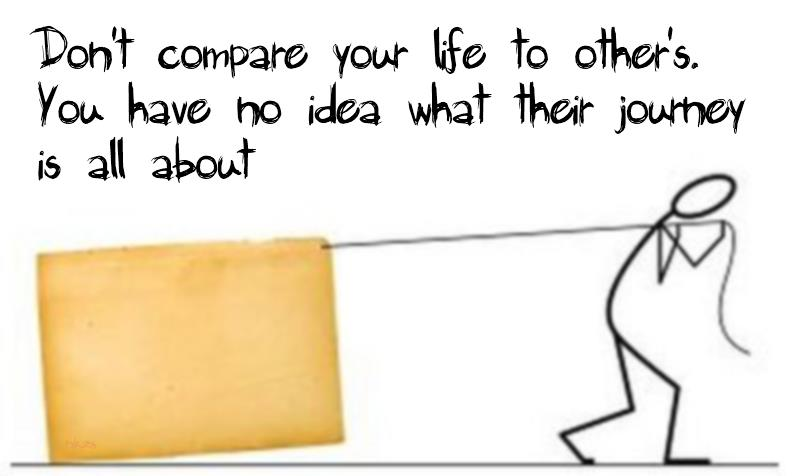 Don't compare your life to other's.
You have no idea what their journey
is all about